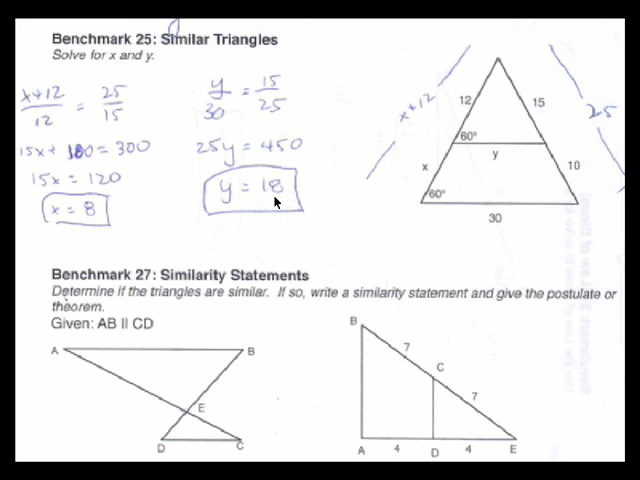 Benchmark 25: Similar Triangles
Solve for x and y.
x+12 / 12 = 25 / 15
15x + 180 = 300
15x = 120
x = 8
y / 30 = 15 / 25
25y = 450
y = 18
x+12
12
15
25
60°
y
x
10
60°
30
Benchmark 27: Similarity Statements
Determine if the triangles are similar. If so, write a similarity statement and give the postulate or
theorem.
Given: AB II CD
A
B
E
D
C
B
7
C
7
A
4
D
4
E